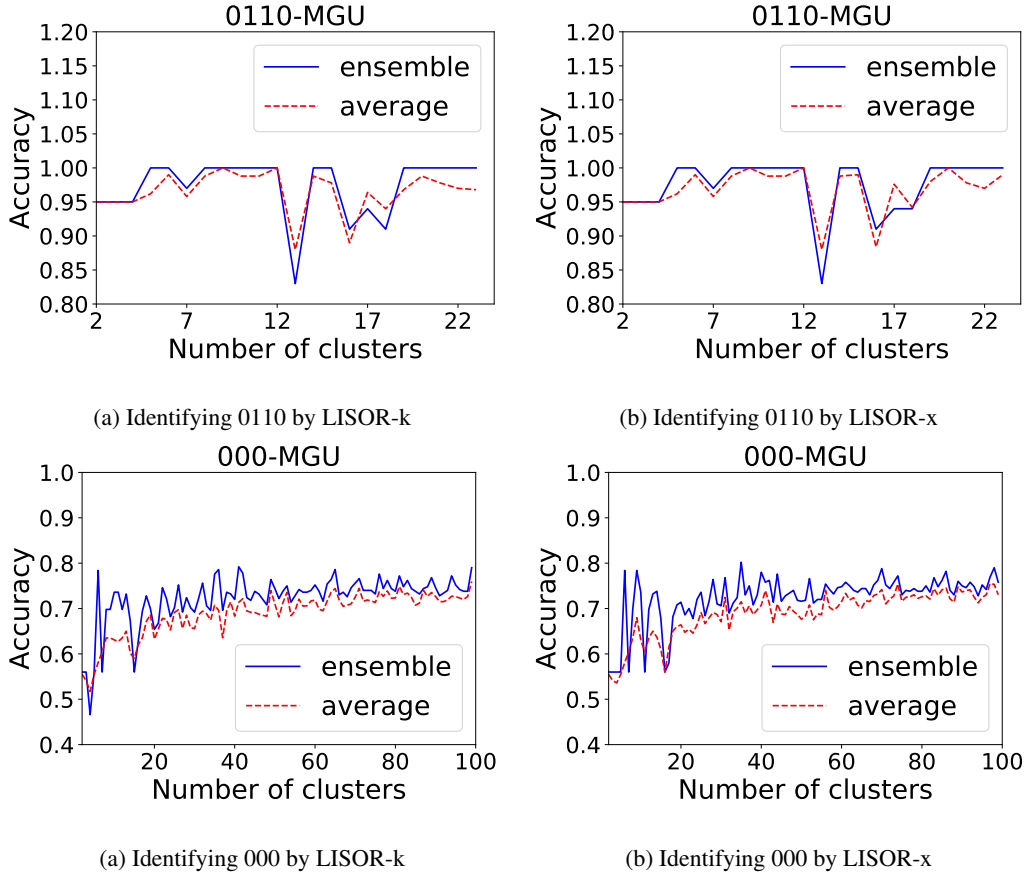 0110-MGU
1.20
1.15
1.10
1.05
1.00
0.95
0.90
0.85
0.80
Accuracy
ensemble
average
2 7 12 17 22
Number of clusters
(a) Identifying 0110 by LISOR-k
0110-MGU
1.20
1.15
1.10
1.05
1.00
0.95
0.90
0.85
0.80
Accuracy
ensemble
average
2 7 12 17 22
Number of clusters
(b) Identifying 0110 by LISOR-x
000-MGU
1.0
0.9
0.8
0.7
0.6
0.5
0.4
Accuracy
ensemble
average
20 40 60 80 100
Number of clusters
(a) Identifying 000 by LISOR-k
000-MGU
1.0
0.9
0.8
0.7
0.6
0.5
0.4
Accuracy
ensemble
average
20 40 60 80 100
Number of clusters
(b) Identifying 000 by LISOR-x